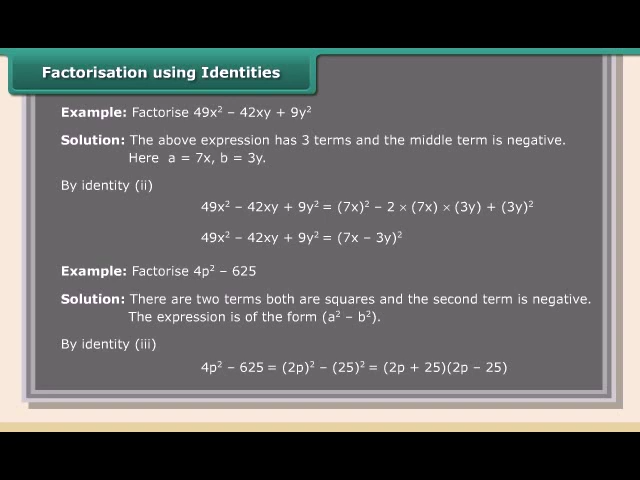 Factorisation using Identities
Example: Factorise 49x² – 42xy + 9y²
Solution: The above expression has 3 terms and the middle term is negative.
Here a = 7x, b = 3y.
By identity (ii)
49x² – 42xy + 9y² = (7x)² – 2 × (7x) × (3y) + (3y)²
49x² – 42xy + 9y² = (7x – 3y)²
Example: Factorise 4p² – 625
Solution: There are two terms both are squares and the second term is negative.
The expression is of the form (a² – b²).
By identity (iii)
4p² – 625 = (2p)² – (25)² = (2p + 25)(2p – 25)